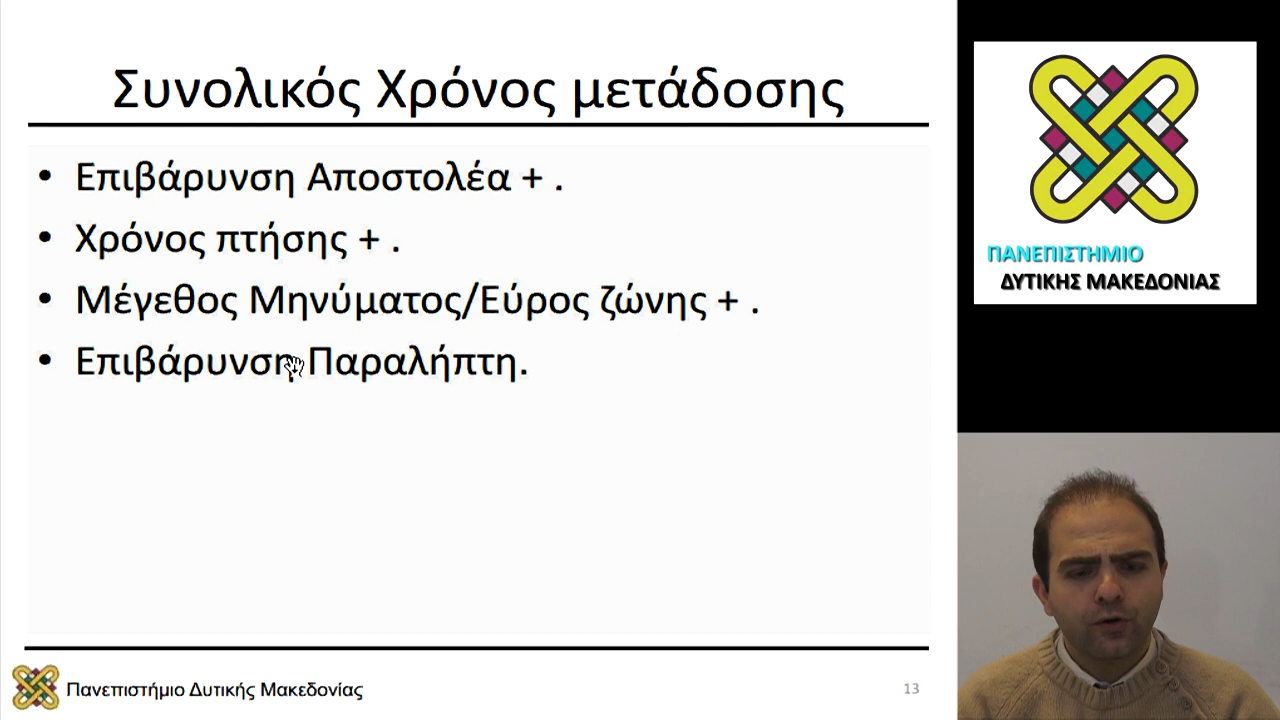 Συνολικός Χρόνος μετάδοσης
• Επιβάρυνση Αποστολέα + .
• Χρόνος πτήσης + .
• Μέγεθος Μηνύματος/Εύρος ζώνης + .
• Επιβάρυνση Παραλήπτη.
Πανεπιστήμιο Δυτικής Μακεδονίας
13
ΠΑΝΕΠΙΣΤΗΜΙΟ
ΔΥΤΙΚΗΣ ΜΑΚΕΔΟΝΙΑΣ